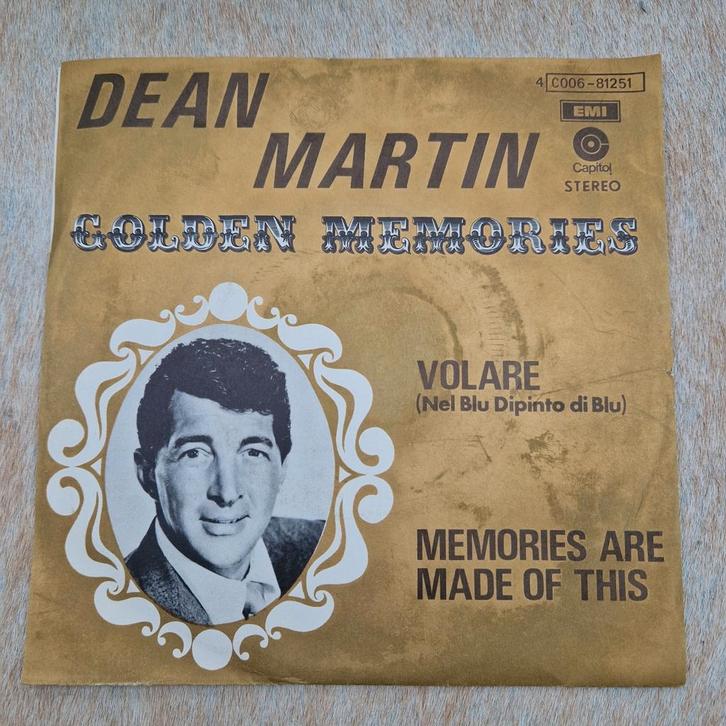 DEAN
MARTIN
4 C006-81251
EMI
Capitol
STEREO
GOLDEN MEMORIES
VOLARE
(Nel Blu Dipinto di Blu)
MEMORIES ARE
MADE OF THIS